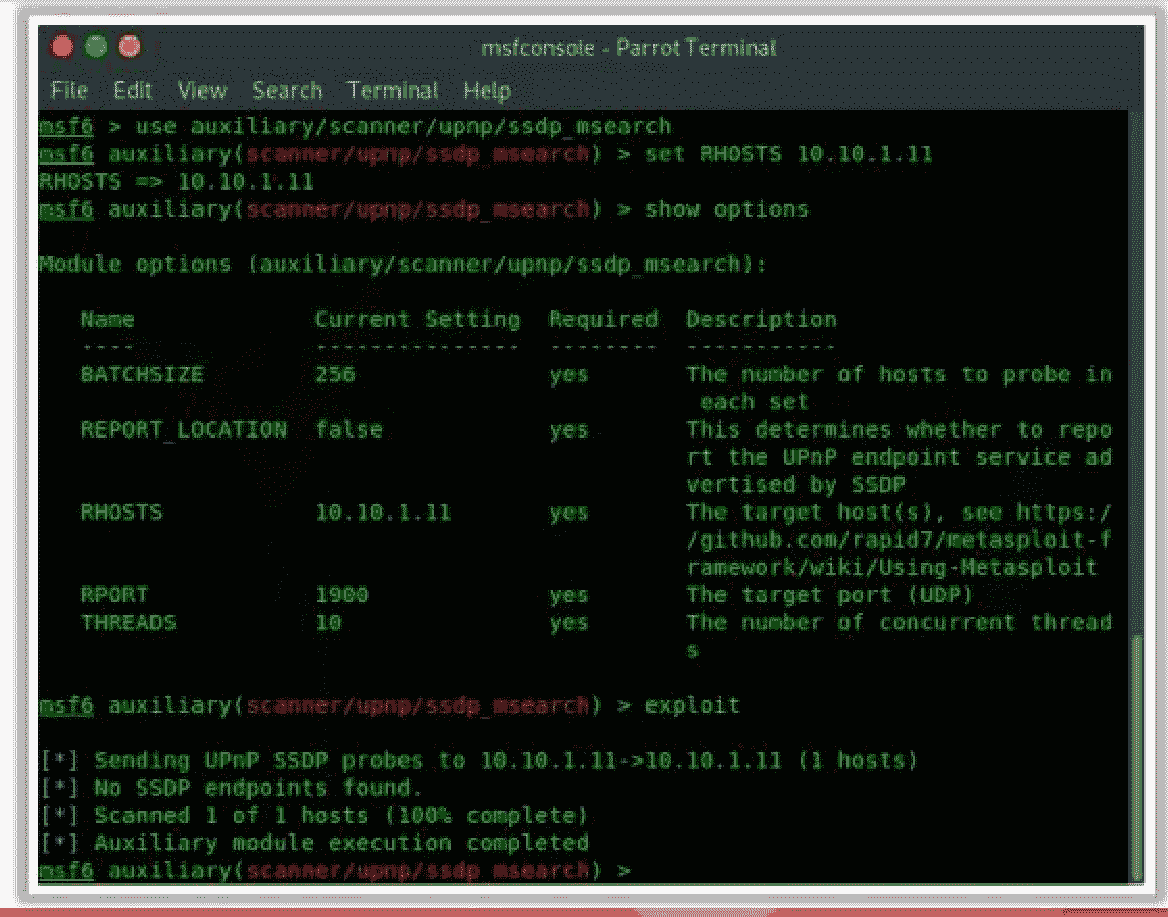 msfconsole - Parrot Terminal
File Edit View Search Terminal Help
msf6 > use auxiliary/scanner/upnp/ssdp_msearch
msf6 auxiliary(scanner/upnp/ssdp_msearch) > set RHOSTS 10.10.1.11
RHOSTS => 10.10.1.11
msf6 auxiliary(scanner/upnp/ssdp_msearch) > show options
Module options (auxiliary/scanner/upnp/ssdp_msearch):
Name Current Setting Required Description
---- --------------- -------- -----------
BATCHSIZE 256 yes The number of hosts to probe in
each set
REPORT_LOCATION false yes This determines whether to repo
rt the UPnP endpoint service ad
vertised by SSDP
RHOSTS 10.10.1.11 yes The target host(s), see https:/
/github.com/rapid7/metasploit-f
ramework/wiki/Using-Metasploit
RPORT 1900 yes The target port (UDP)
THREADS 10 yes The number of concurrent thread
s
msf6 auxiliary(scanner/upnp/ssdp_msearch) > exploit
[*] Sending UPnP SSDP probes to 10.10.1.11->10.10.1.11 (1 hosts)
[*] No SSDP endpoints found.
[*] Scanned 1 of 1 hosts (100% complete)
[*] Auxiliary module execution completed
msf6 auxiliary(scanner/upnp/ssdp_msearch) >